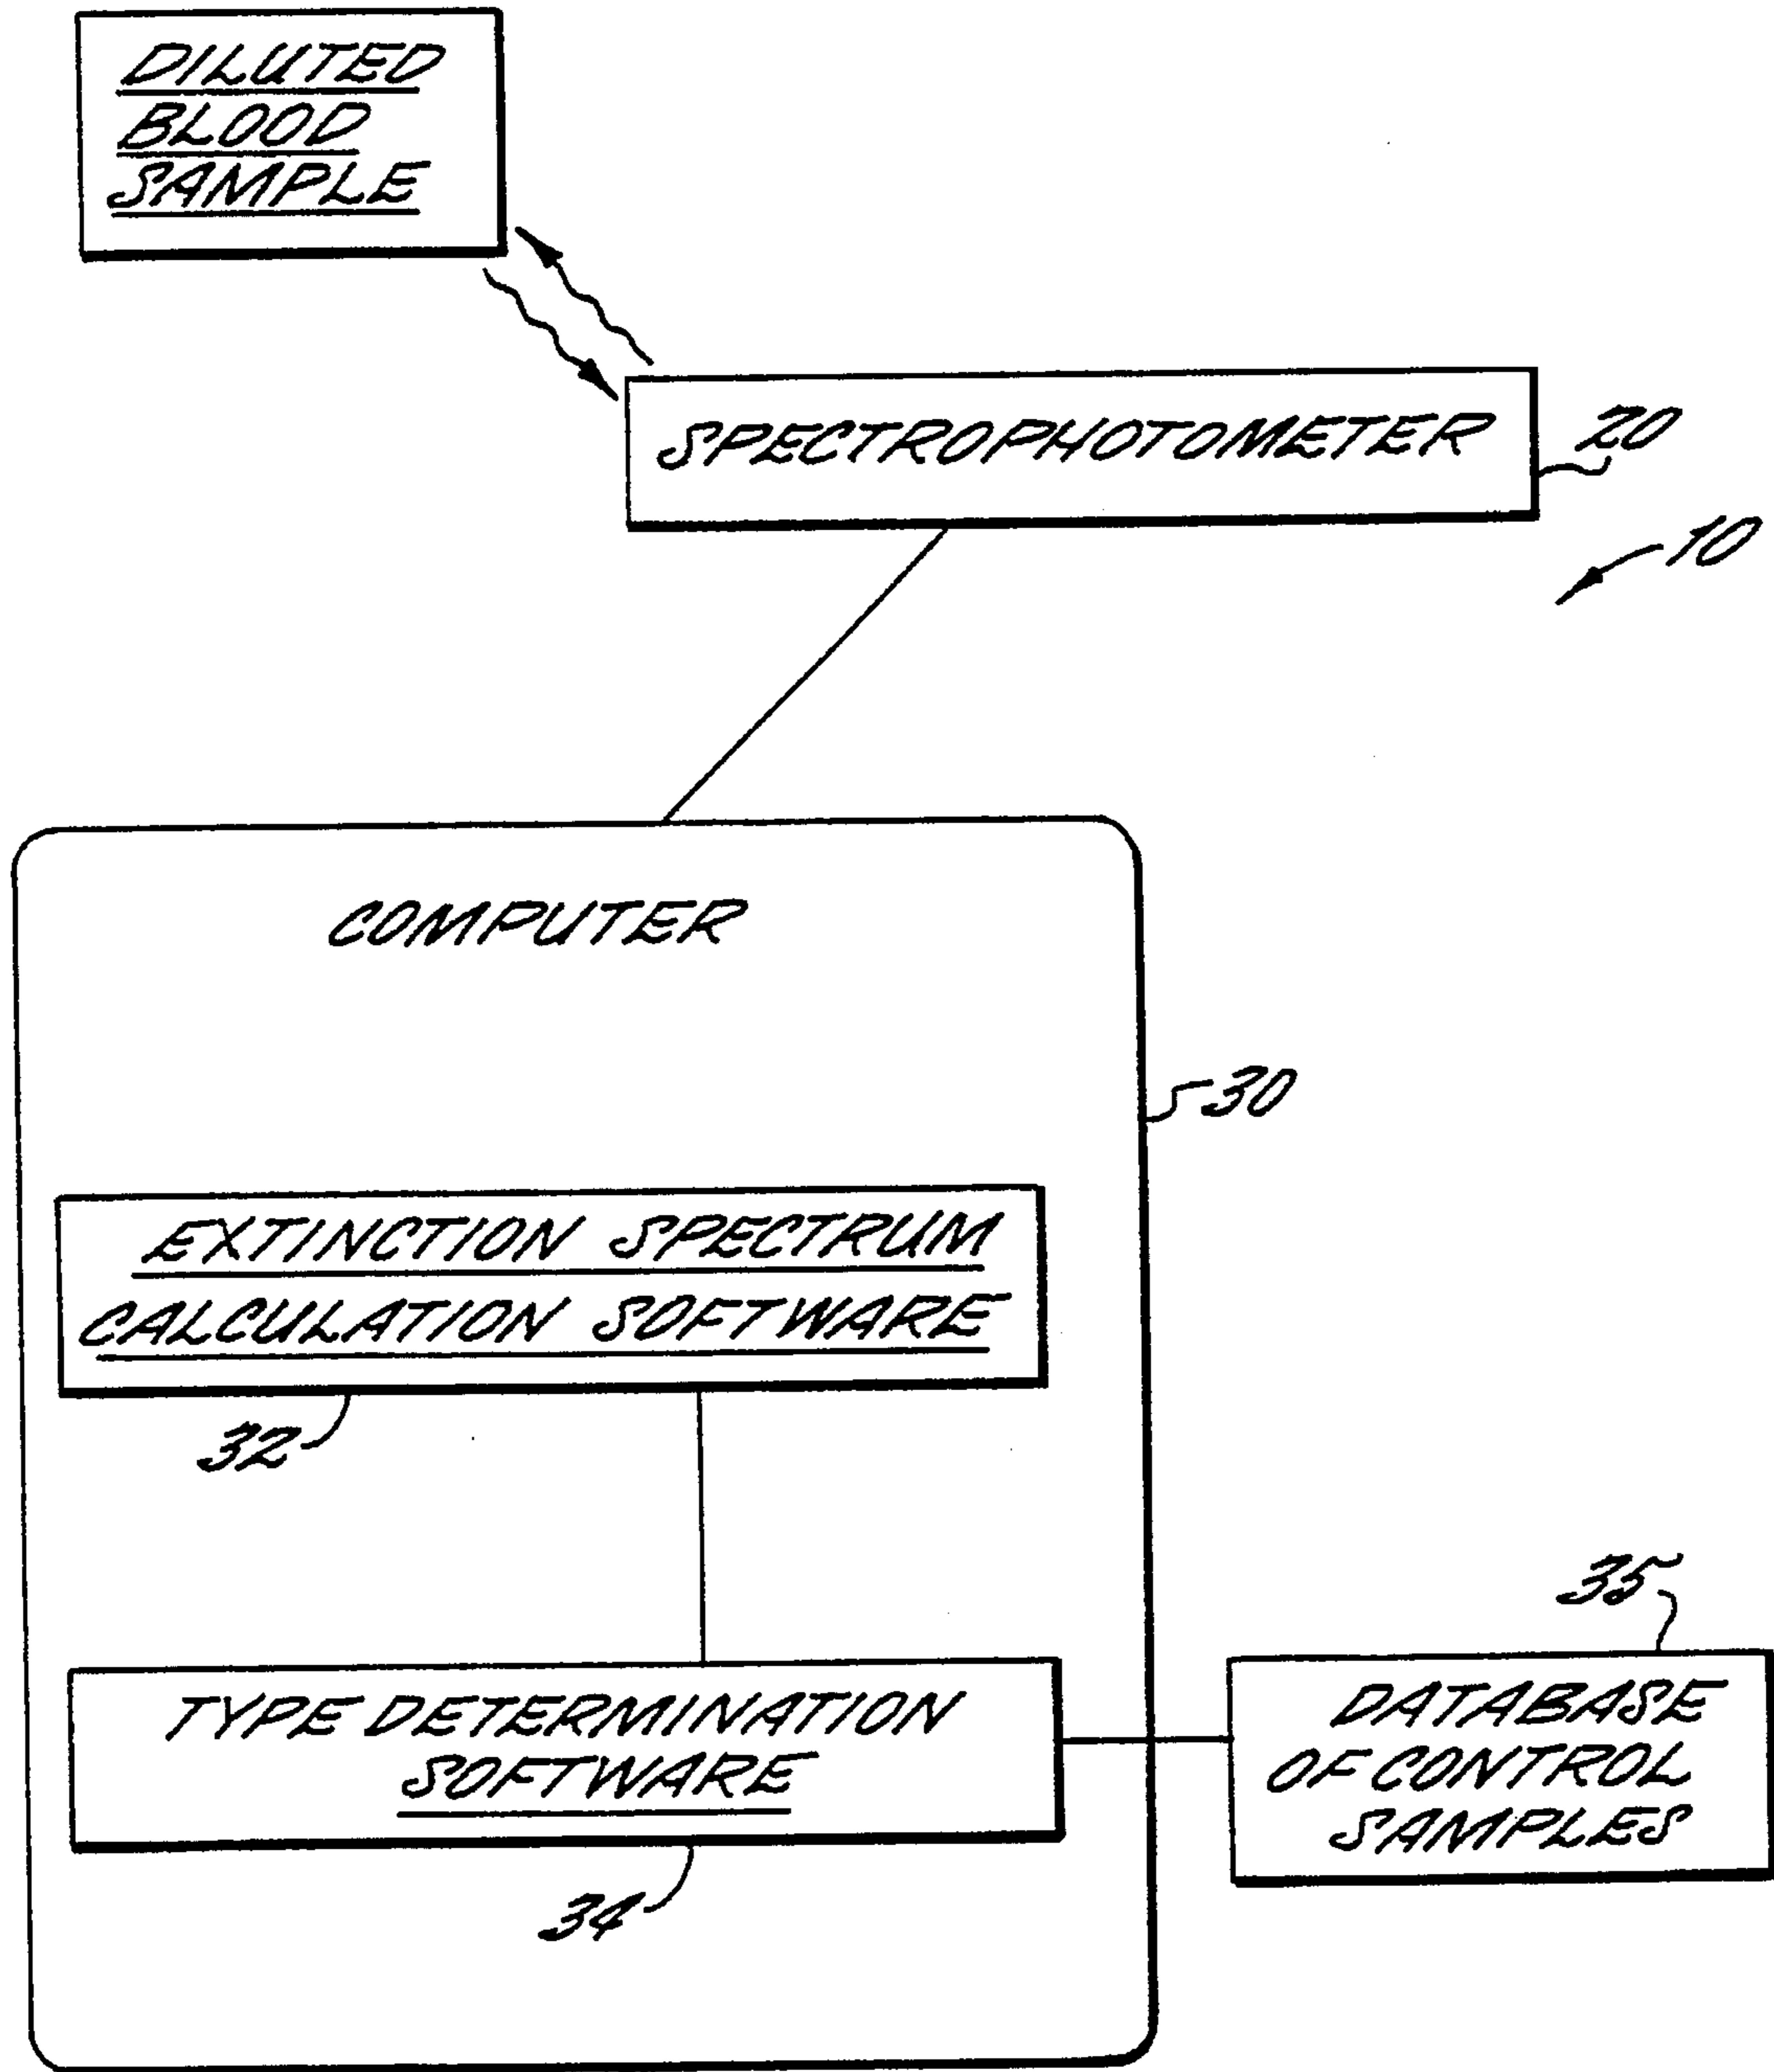 DILUTED
BLOOD
SAMPLE
SPECTROPHOTOMETER
20
10
COMPUTER
30
EXTINCTION SPECTRUM
CALCULATION SOFTWARE
32
TYPE DETERMINATION
SOFTWARE
34
35
DATABASE
OF CONTROL
SAMPLES